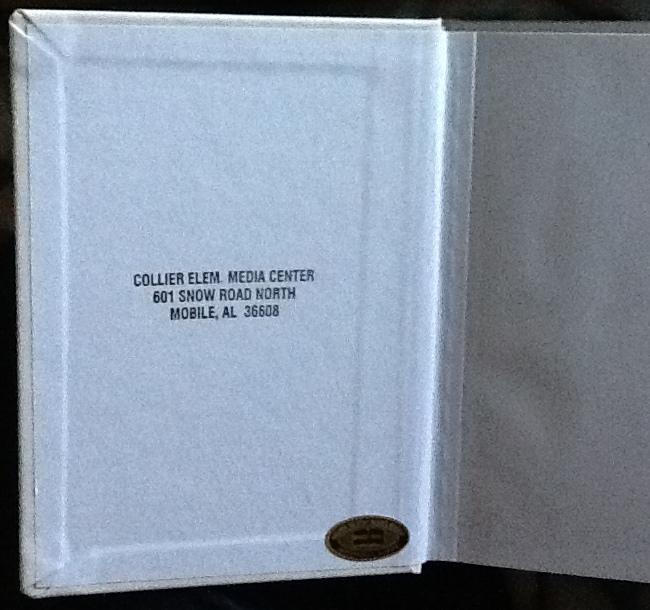 COLLIER ELEM. MEDIA CENTER
601 SNOW ROAD NORTH
MOBILE, AL 36608